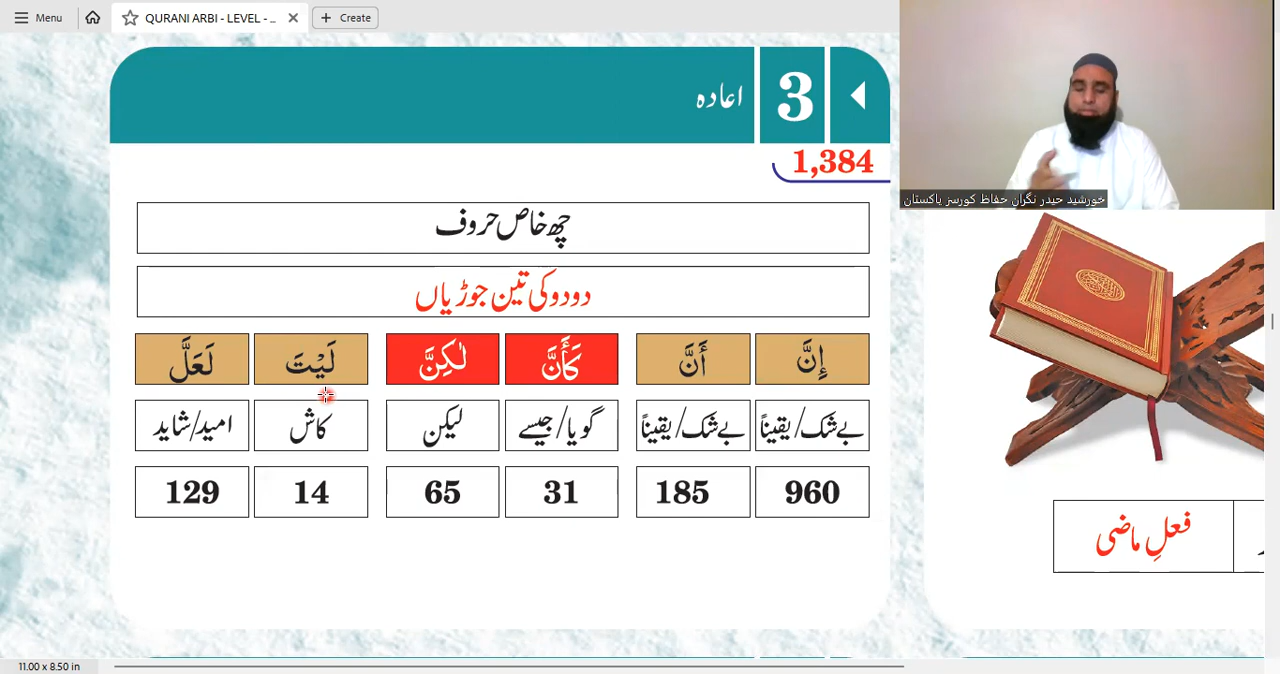 Menu
QURANI ARBI - LEVEL - ...
Create
3 اعادہ
1,384
چھ خاص حروف
دو دو کی تین جوڑیاں
إِنَّ أَنَّ كَأَنَّ لٰكِنَّ لَيْتَ لَعَلَّ
بے شک/یقیناً بے شک/یقیناً گویا/جیسے لیکن کاش امید/شاید
960 185 31 65 14 129
خورشید حیدر نگران حفاظ کورسز پاکستان
فعلِ ماضی
11.00 x 8.50 in